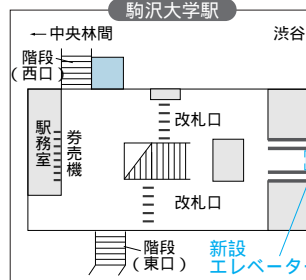 駒沢大学駅
←中央林間
渋谷
階段
(西口)
改札口
駅務室
券売機
改札口
階段
(東口)
新設
エレベータ